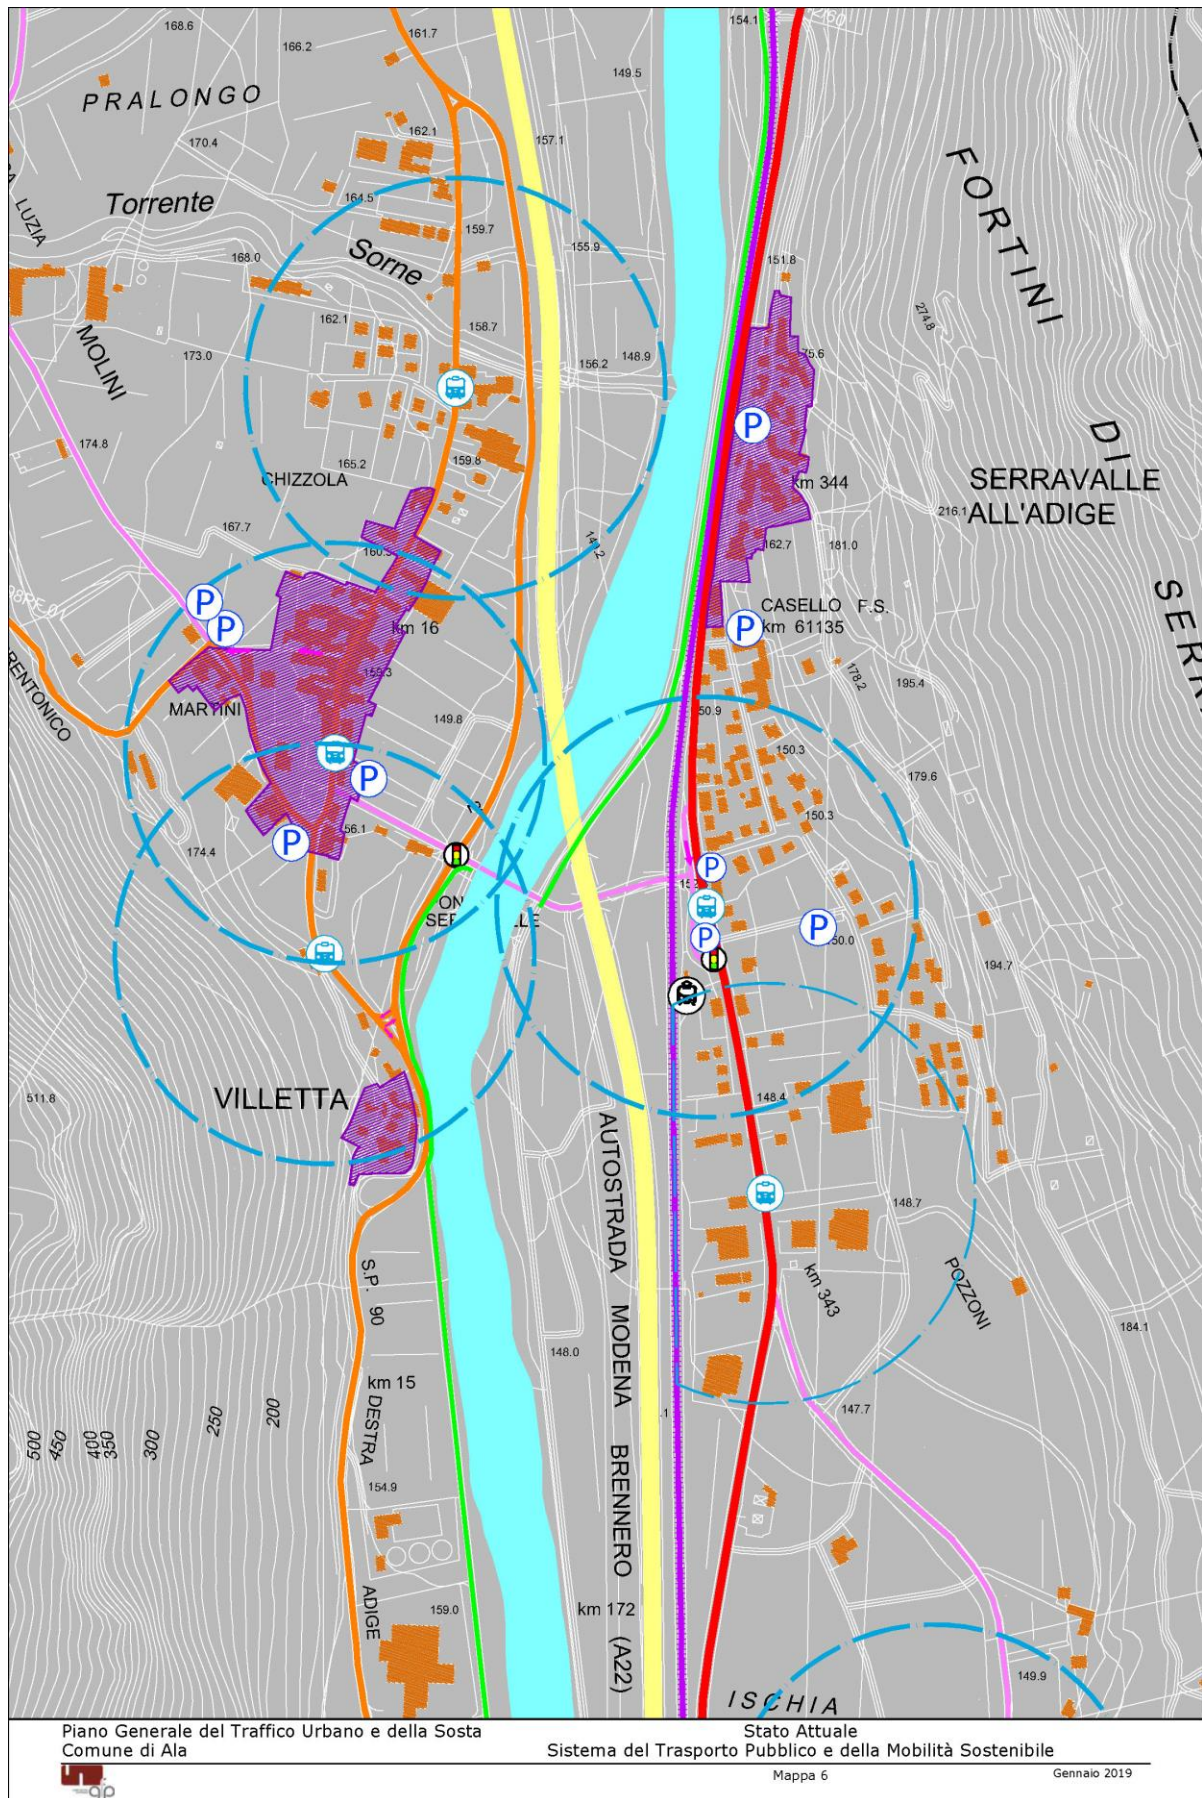 154.1
161.7
168.6
166.2
149.5
PRALONGO
162.1
157.1
170.4
FORTINI
LUZIA
164.5
Torrente
159.7
155.9
Sorne
168.0
151.8
274.8
162.1
158.7
MOLINI
173.0
156.2
148.9
75.6
DI
174.8
P
165.2
159.8
CHIZZOLA
km 344
SERRAVALLE
ALL'ADIGE
216.1
167.7
162.7
181.0
P
P
CASELLO F.S.
km 61135
P
km 16
159.3
178.2
195.4
BRENTONICO
MARTINI
149.8
150.9
150.3
179.6
P
150.3
56.1
P
174.4
P
P
P
150.0
194.7
511.8
VILLETTA
148.4
AUTOSTRADA MODENA BRENNERO (A22)
148.7
POZZONI
S.P. 90
km 343
184.1
148.0
km 15
DESTRA
147.7
500
450
400
350
300
250
200
.1
154.9
ADIGE
159.0
km 172
149.9
ISCHIA
Piano Generale del Traffico Urbano e della Sosta
Stato Attuale
Comune di Ala
Sistema del Trasporto Pubblico e della Mobilità Sostenibile
Mappa 6
Gennaio 2019